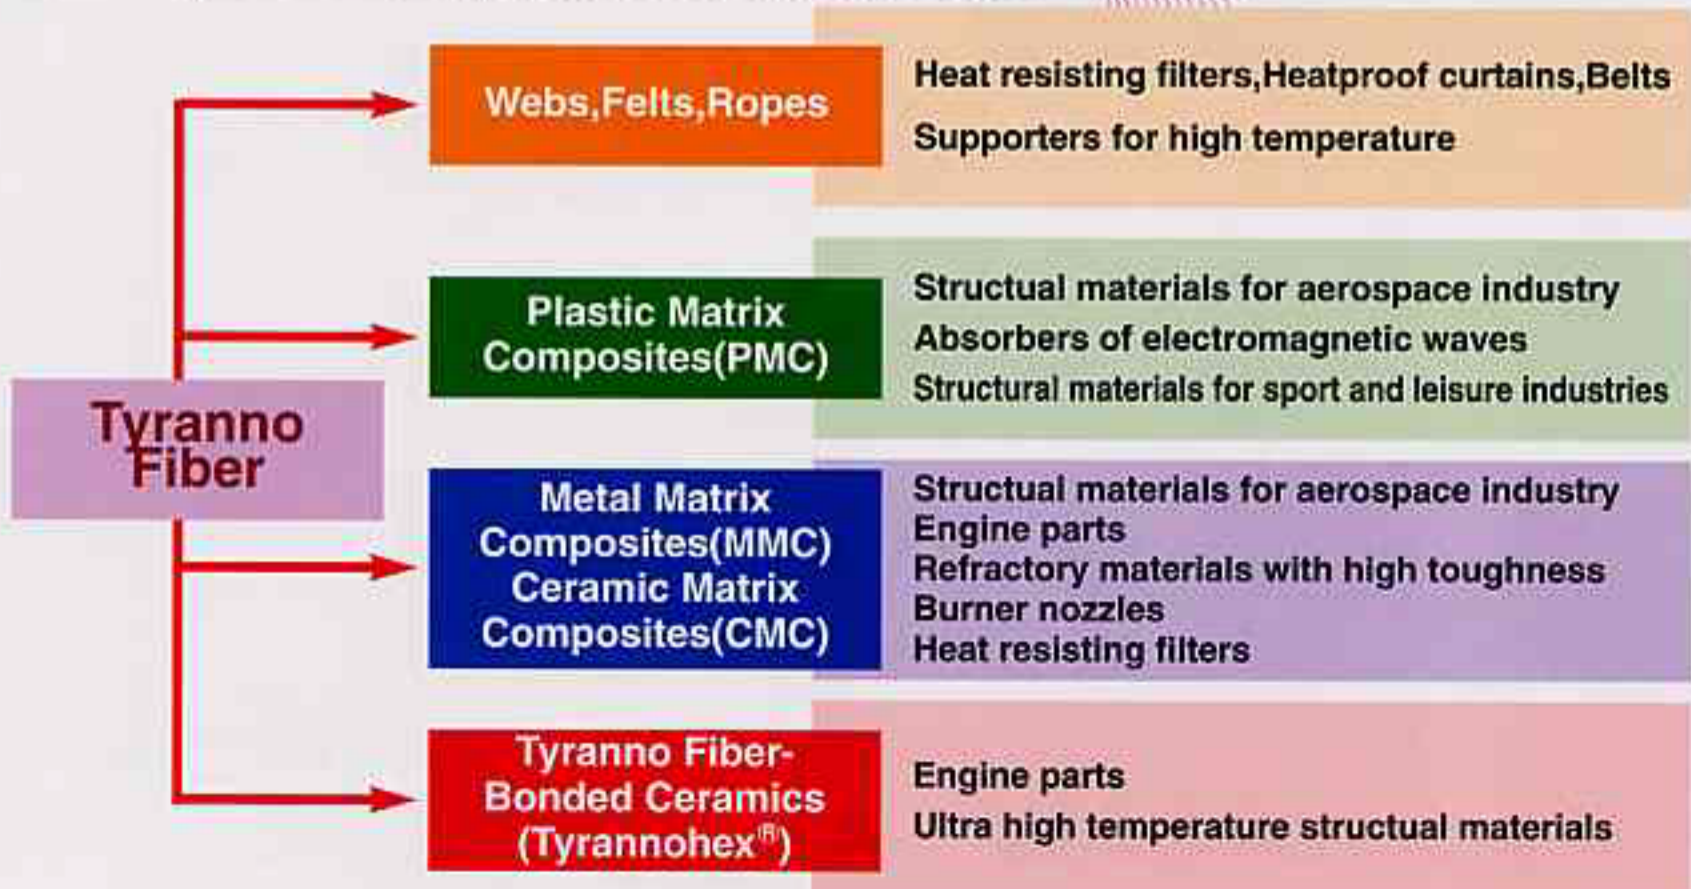 Webs,Felts,Ropes
Heat resisting filters,Heatproof curtains,Belts
Supporters for high temperature
Plastic Matrix
Composites(PMC)
Structual materials for aerospace industry
Absorbers of electromagnetic waves
Structural materials for sport and leisure industries
Tyranno
Fiber
Metal Matrix
Composites(MMC)
Ceramic Matrix
Composites(CMC)
Structual materials for aerospace industry
Engine parts
Refractory materials with high toughness
Burner nozzles
Heat resisting filters
Tyranno Fiber-
Bonded Ceramics
(Tyrannohex®)
Engine parts
Ultra high temperature structual materials